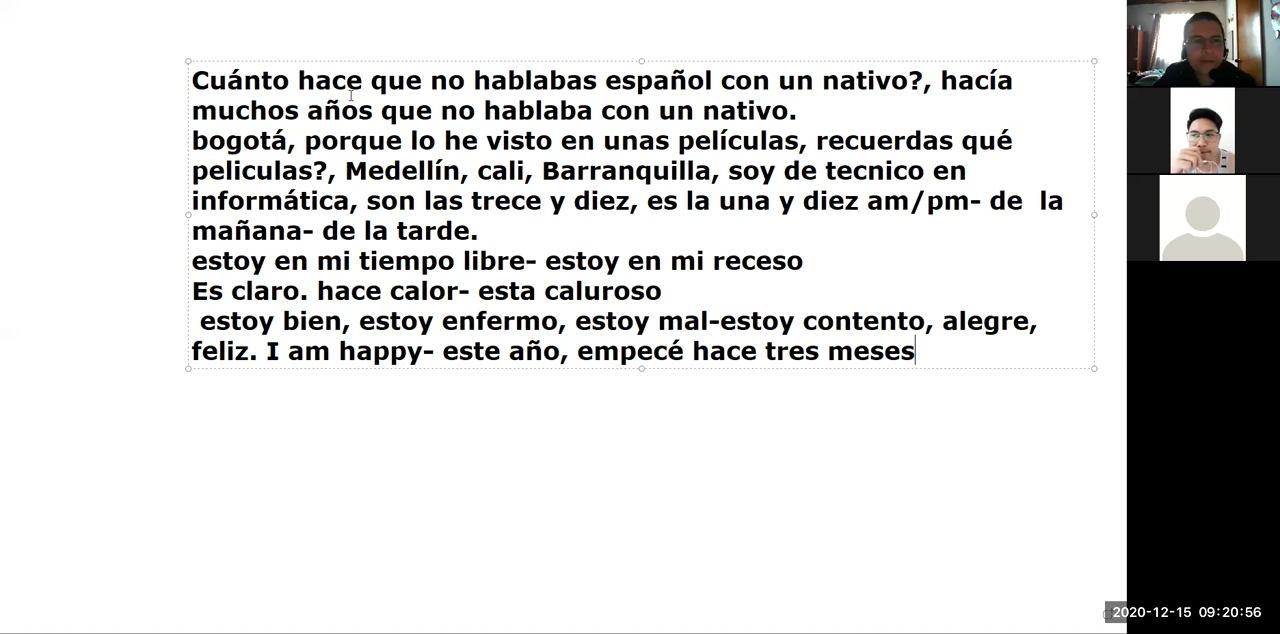 Cuánto hace que no hablabas español con un nativo?, hacía
muchos años que no hablaba con un nativo.
bogotá, porque lo he visto en unas películas, recuerdas qué
peliculas?, Medellín, cali, Barranquilla, soy de tecnico en
informática, son las trece y diez, es la una y diez am/pm- de  la
mañana- de la tarde.
estoy en mi tiempo libre- estoy en mi receso
Es claro. hace calor- esta caluroso
estoy bien, estoy enfermo, estoy mal-estoy contento, alegre,
feliz. I am happy- este año, empecé hace tres meses
2020-12-15 09:20:56